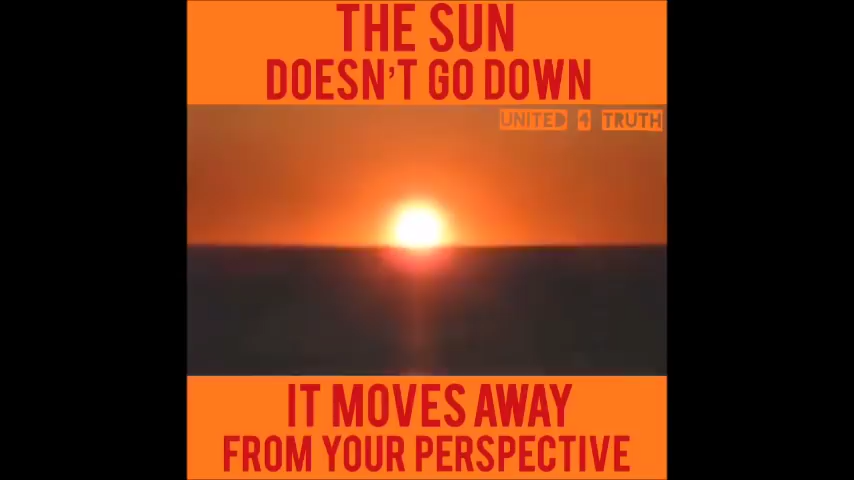 THE SUN
DOESN'T GO DOWN
UNITED 4 TRUTH
IT MOVES AWAY
FROM YOUR PERSPECTIVE